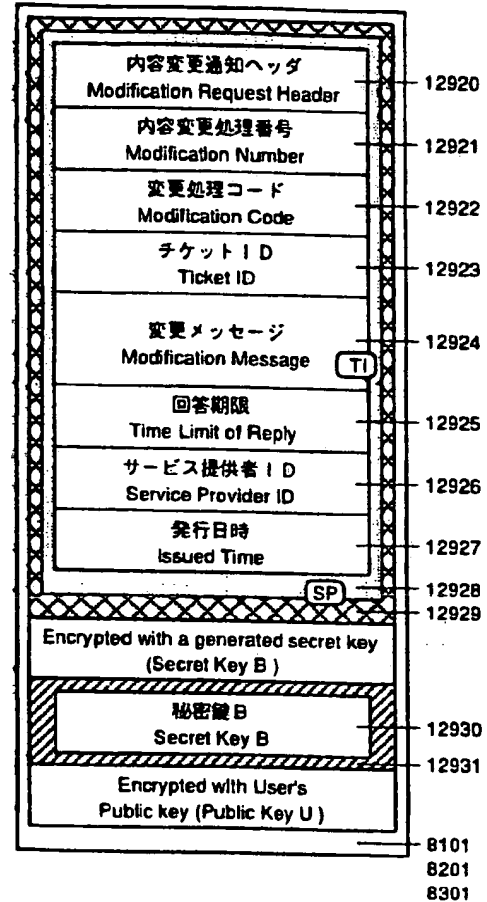 内容変更通知ヘッダ
Modification Request Header
12920
内容変更処理番号
Modification Number
12921
変更処理コード
Modification Code
12922
チケットID
Ticket ID
12923
変更メッセージ
Modification Message
12924
TI
回答期限
Time Limit of Reply
12925
サービス提供者ID
Service Provider ID
12926
発行日時
Issued Time
12927
SP
12928
12929
Encrypted with a generated secret key
(Secret Key B )
秘密鍵B
Secret Key B
12930
12931
Encrypted with User's
Public key (Public Key U )
8101
8201
8301